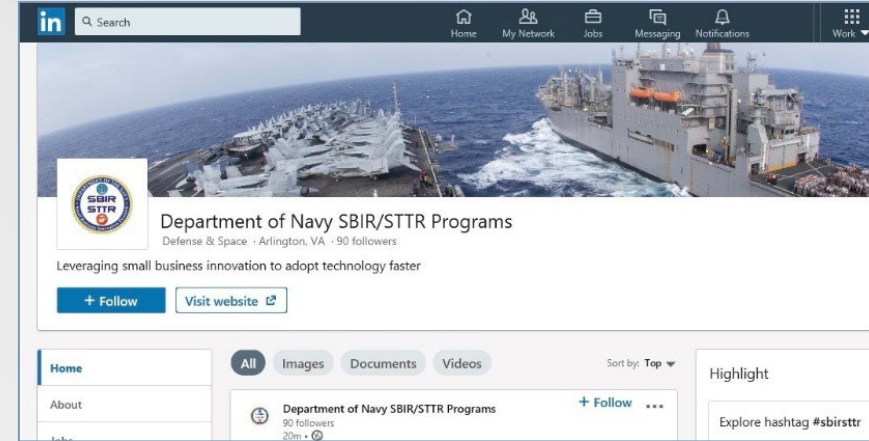 in Search Home My Network Jobs Messaging Notifications Work
SBIR
STTR
Department of Navy SBIR/STTR Programs
Defense & Space · Arlington, VA · 90 followers
Leveraging small business innovation to adopt technology faster
+ Follow Visit website
Home
About
All Images Documents Videos Sort by: Top
Department of Navy SBIR/STTR Programs + Follow ...
90 followers
20m •
Highlight
Explore hashtag #sbirsttr